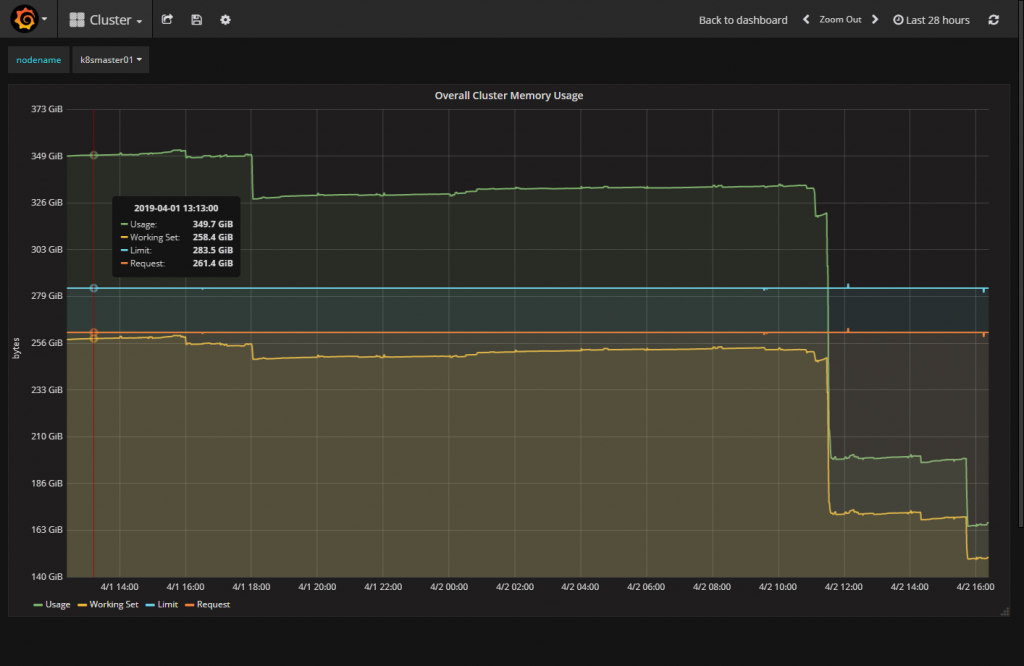 Cluster
Back to dashboard
Zoom Out
Last 28 hours
nodename
k8smaster01
Overall Cluster Memory Usage
373 GiB
349 GiB
326 GiB
303 GiB
279 GiB
256 GiB
233 GiB
210 GiB
186 GiB
163 GiB
140 GiB
bytes
2019-04-01 13:13:00
Usage: 349.7 GiB
Working Set: 258.4 GiB
Limit: 283.5 GiB
Request: 261.4 GiB
4/1 14:00 4/1 16:00 4/1 18:00 4/1 20:00 4/1 22:00 4/2 00:00 4/2 02:00 4/2 04:00 4/2 06:00 4/2 08:00 4/2 10:00 4/2 12:00 4/2 14:00 4/2 16:00
Usage Working Set Limit Request